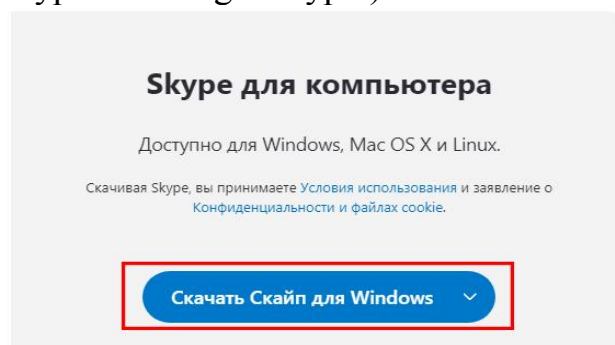 Skype для компьютера
Доступно для Windows, Mac OS X и Linux.
Скачивая Skype, вы принимаете Условия использования и заявление о
Конфиденциальности и файлах cookie.
Скачать Скайп для Windows